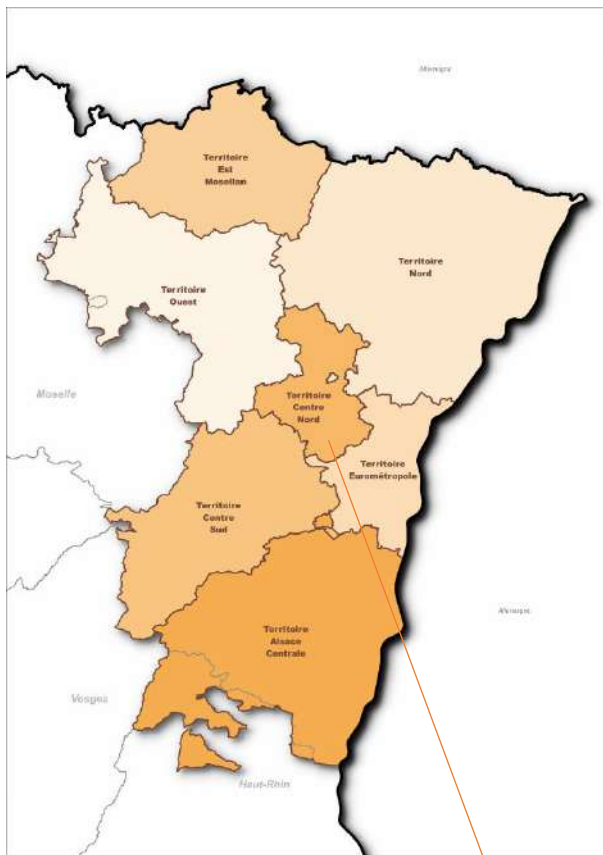 Allemagne
Territoire
Est
Mosellan
Territoire
Nord
Territoire
Ouest
Moselle
Territoire
Centre
Nord
Territoire
Eurométropole
Territoire
Centre
Sud
Allemagne
Territoire
Alsace
Centrale
Vosges
Haut-Rhin